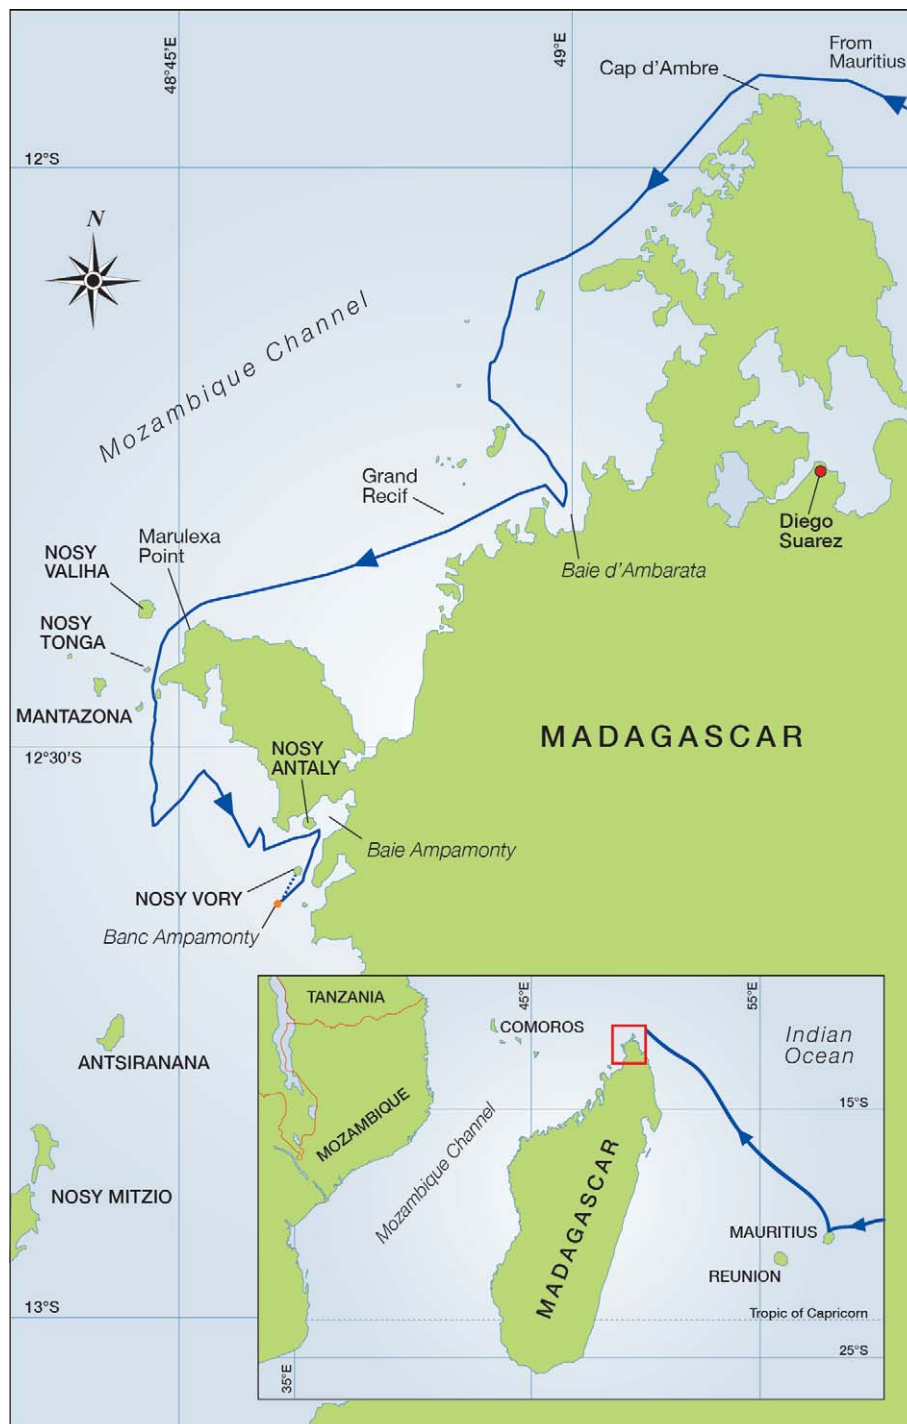 48°45'E
49°E
From
Mauritius
Cap d'Ambre
12°S
N
Mozambique Channel
Grand
Recif
Diego
Suarez
Marulexa
Point
NOSY
VALIHA
Baie d'Ambarata
NOSY
TONGA
MANTAZONA
MADAGASCAR
12°30'S
NOSY
ANTALY
Baie Ampamonty
NOSY VORY
Banc Ampamonty
TANZANIA
45°E
55°E
COMOROS
Indian
Ocean
ANTSIRANANA
15°S
MOZAMBIQUE
Mozambique Channel
MADAGASCAR
NOSY MITZIO
MAURITIUS
REUNION
Tropic of Capricorn
13°S
25°S
35°E